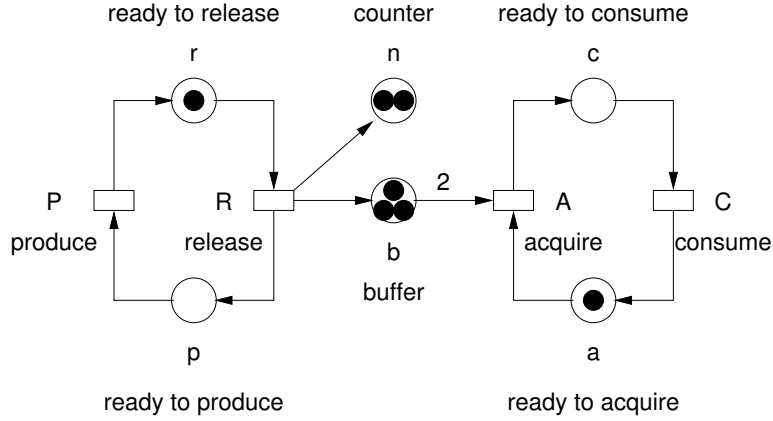 ready to release
counter
ready to consume
r
n
c
2
P
R
A
C
produce
release
acquire
consume
b
buffer
p
a
ready to produce
ready to acquire